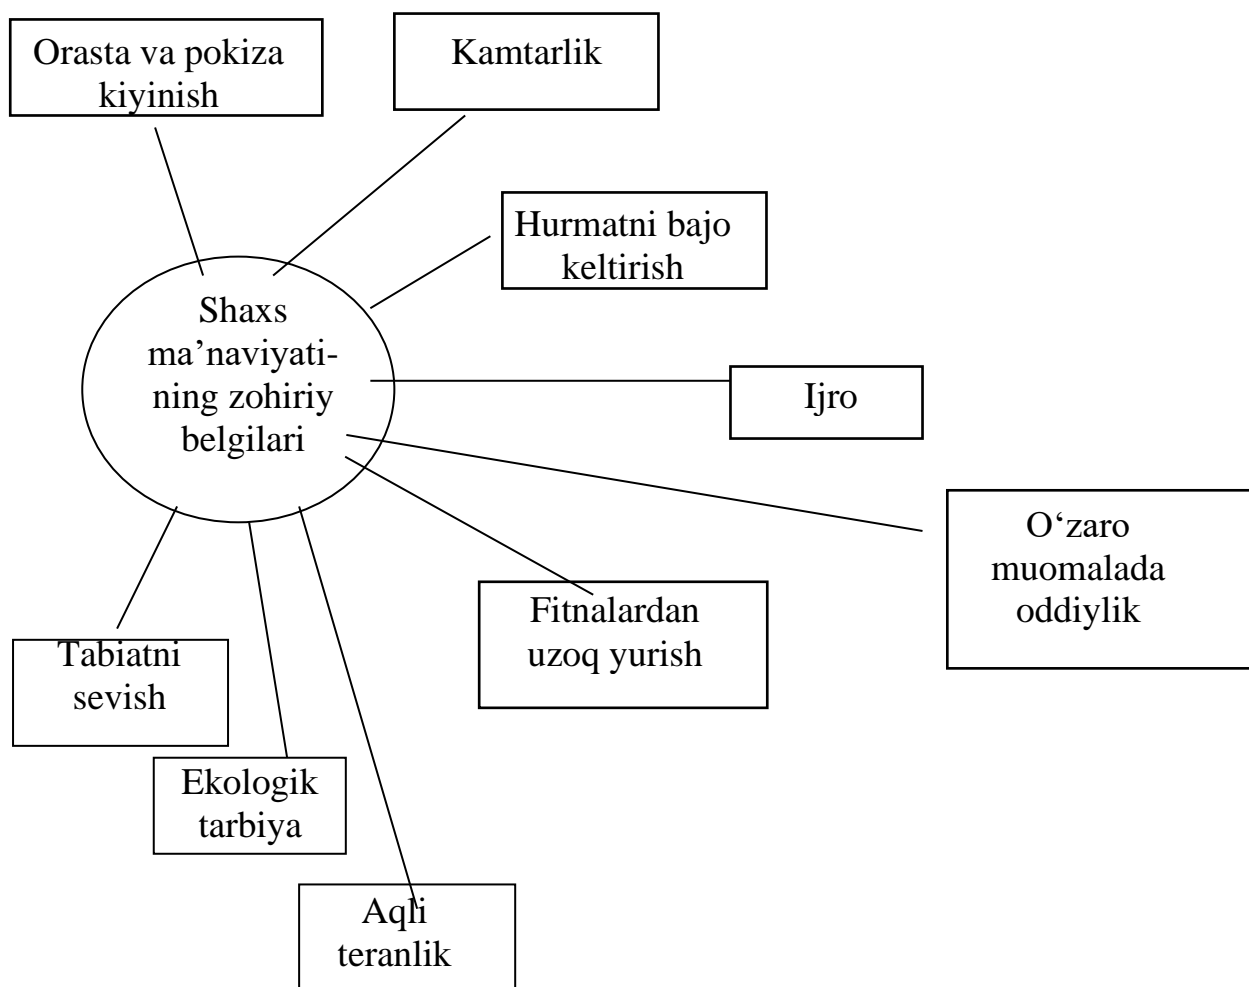 Orasta va pokiza
kiyinish
Kamtarlik
Hurmatni bajo
keltirish
Shaxs
ma’naviyati-
ning zohiriy
belgilari
Ijro
O‘zaro
muomalada
oddiylik
Fitnalardan
uzoq yurish
Tabiatni
sevish
Ekologik
tarbiya
Aqli
teranlik